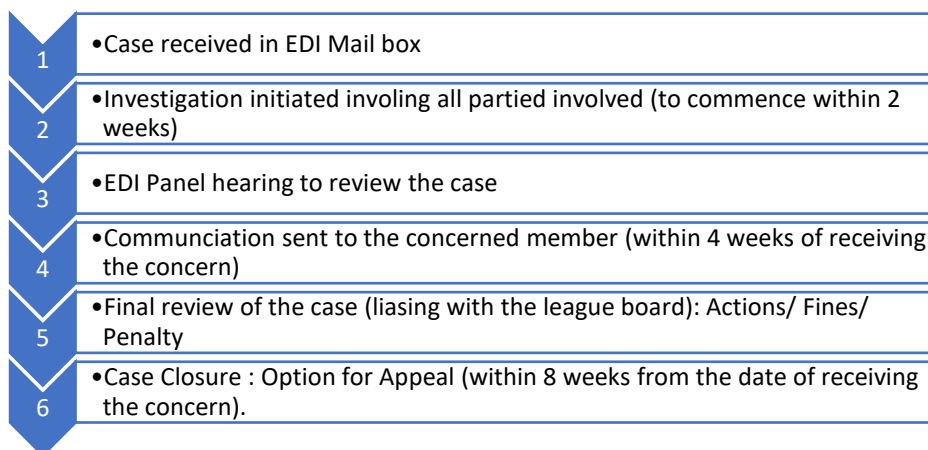 1
•Case received in EDI Mail box
2
•Investigation initiated involing all partied involved (to commence within 2
weeks)
3
•EDI Panel hearing to review the case
4
•Communciation sent to the concerned member (within 4 weeks of receiving
the concern)
5
•Final review of the case (liasing with the league board): Actions/ Fines/
Penalty
6
•Case Closure : Option for Appeal (within 8 weeks from the date of receiving
the concern).